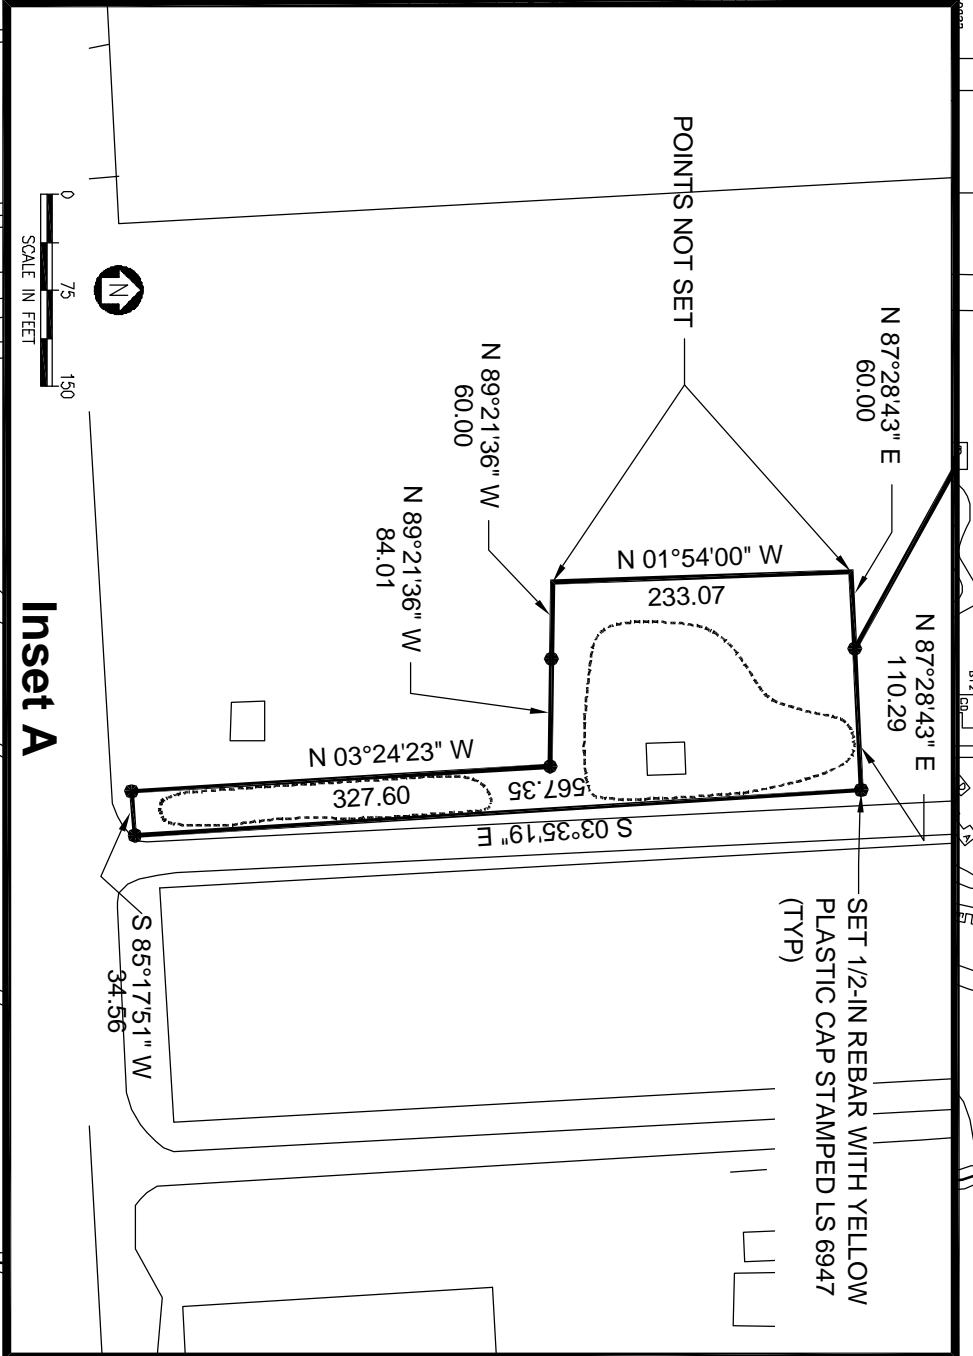 POINTS NOT SET
N 87°28'43" E
60.00
N 87°28'43" E
110.29
N 89°21'36" W
60.00
N 89°21'36" W
84.01
N 01°54'00" W
233.07
N 03°24'23" W
327.60
567.35
S 03°35'19" E
SET 1/2-IN REBAR WITH YELLOW
PLASTIC CAP STAMPED LS 6947
(TYP)
S 85°17'51" W
34.56
N
0 75 150
SCALE IN FEET
Inset A